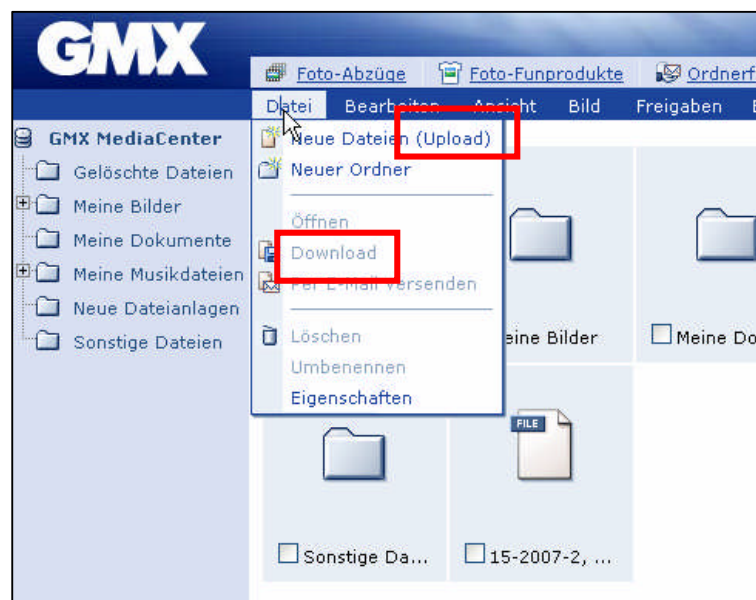 GMX
Foto-Abzüge Foto-Funprodukte Ordnerf
Datei Bearbeiten Ansicht Bild Freigaben
GMX MediaCenter
Gelöschte Dateien
Meine Bilder
Meine Dokumente
Meine Musikdateien
Neue Dateianlagen
Sonstige Dateien
Neue Dateien (Upload)
Neuer Ordner
Öffnen
Download
Per E-Mail versenden
Löschen
Umbenennen
Eigenschaften
eine Bilder Meine Do
FILE
Sonstige Da... 15-2007-2, ...